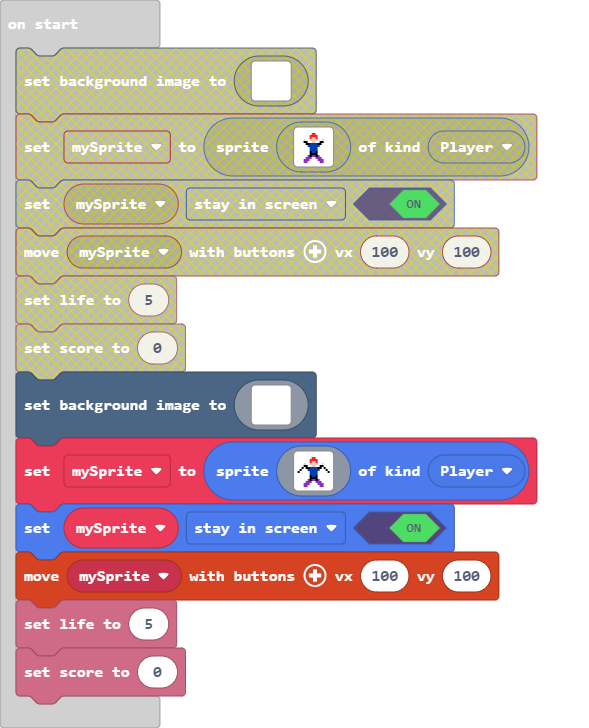 on start
set background image to
set mySprite to sprite of kind Player
set mySprite stay in screen ON
move mySprite with buttons vx 100 vy 100
set life to 5
set score to 0
set background image to
set mySprite to sprite of kind Player
set mySprite stay in screen ON
move mySprite with buttons vx 100 vy 100
set life to 5
set score to 0